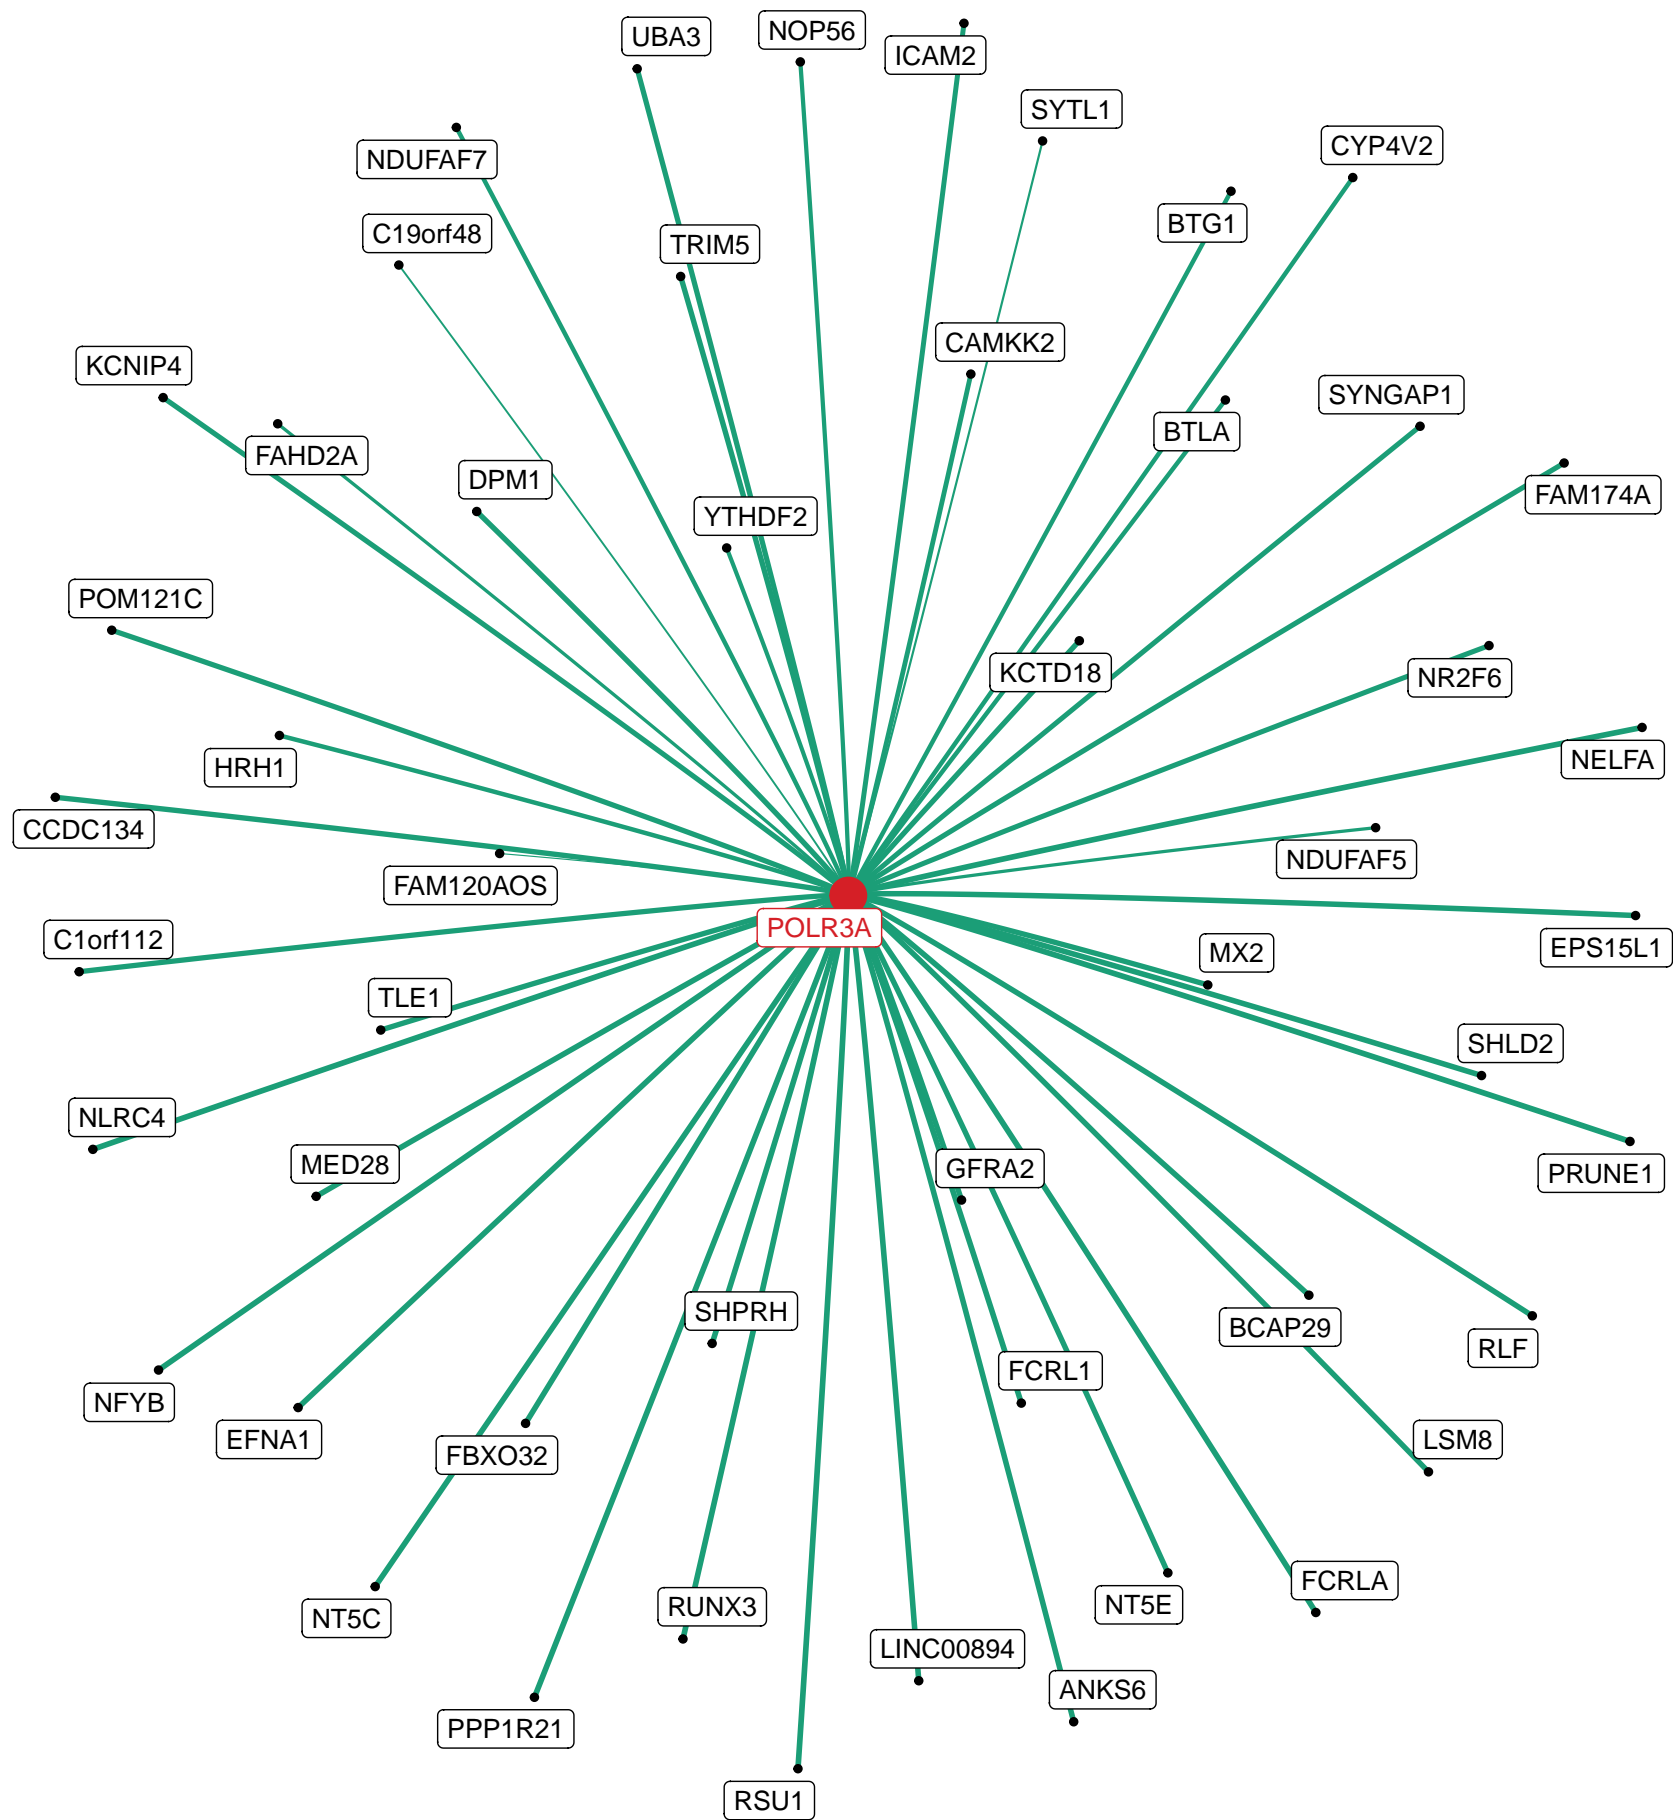 UBA3
NOP56
ICAM2
SYTL1
CYP4V2
NDUFAF7
BTG1
C19orf48
TRIM5
CAMKK2
KCNIP4
SYNGAP1
BTLA
FAHD2A
DPM1
FAM174A
YTHDF2
POM121C
KCTD18
NR2F6
HRH1
NELFA
CCDC134
NDUFAF5
FAM120AOS
POLR3A
C1orf112
EPS15L1
MX2
TLE1
SHLD2
NLRC4
MED28
GFRA2
PRUNE1
SHPRH
BCAP29
RLF
FCRL1
NFYB
EFNA1
LSM8
FBXO32
FCRLA
NT5E
RUNX3
NT5C
LINC00894
ANKS6
PPP1R21
RSU1